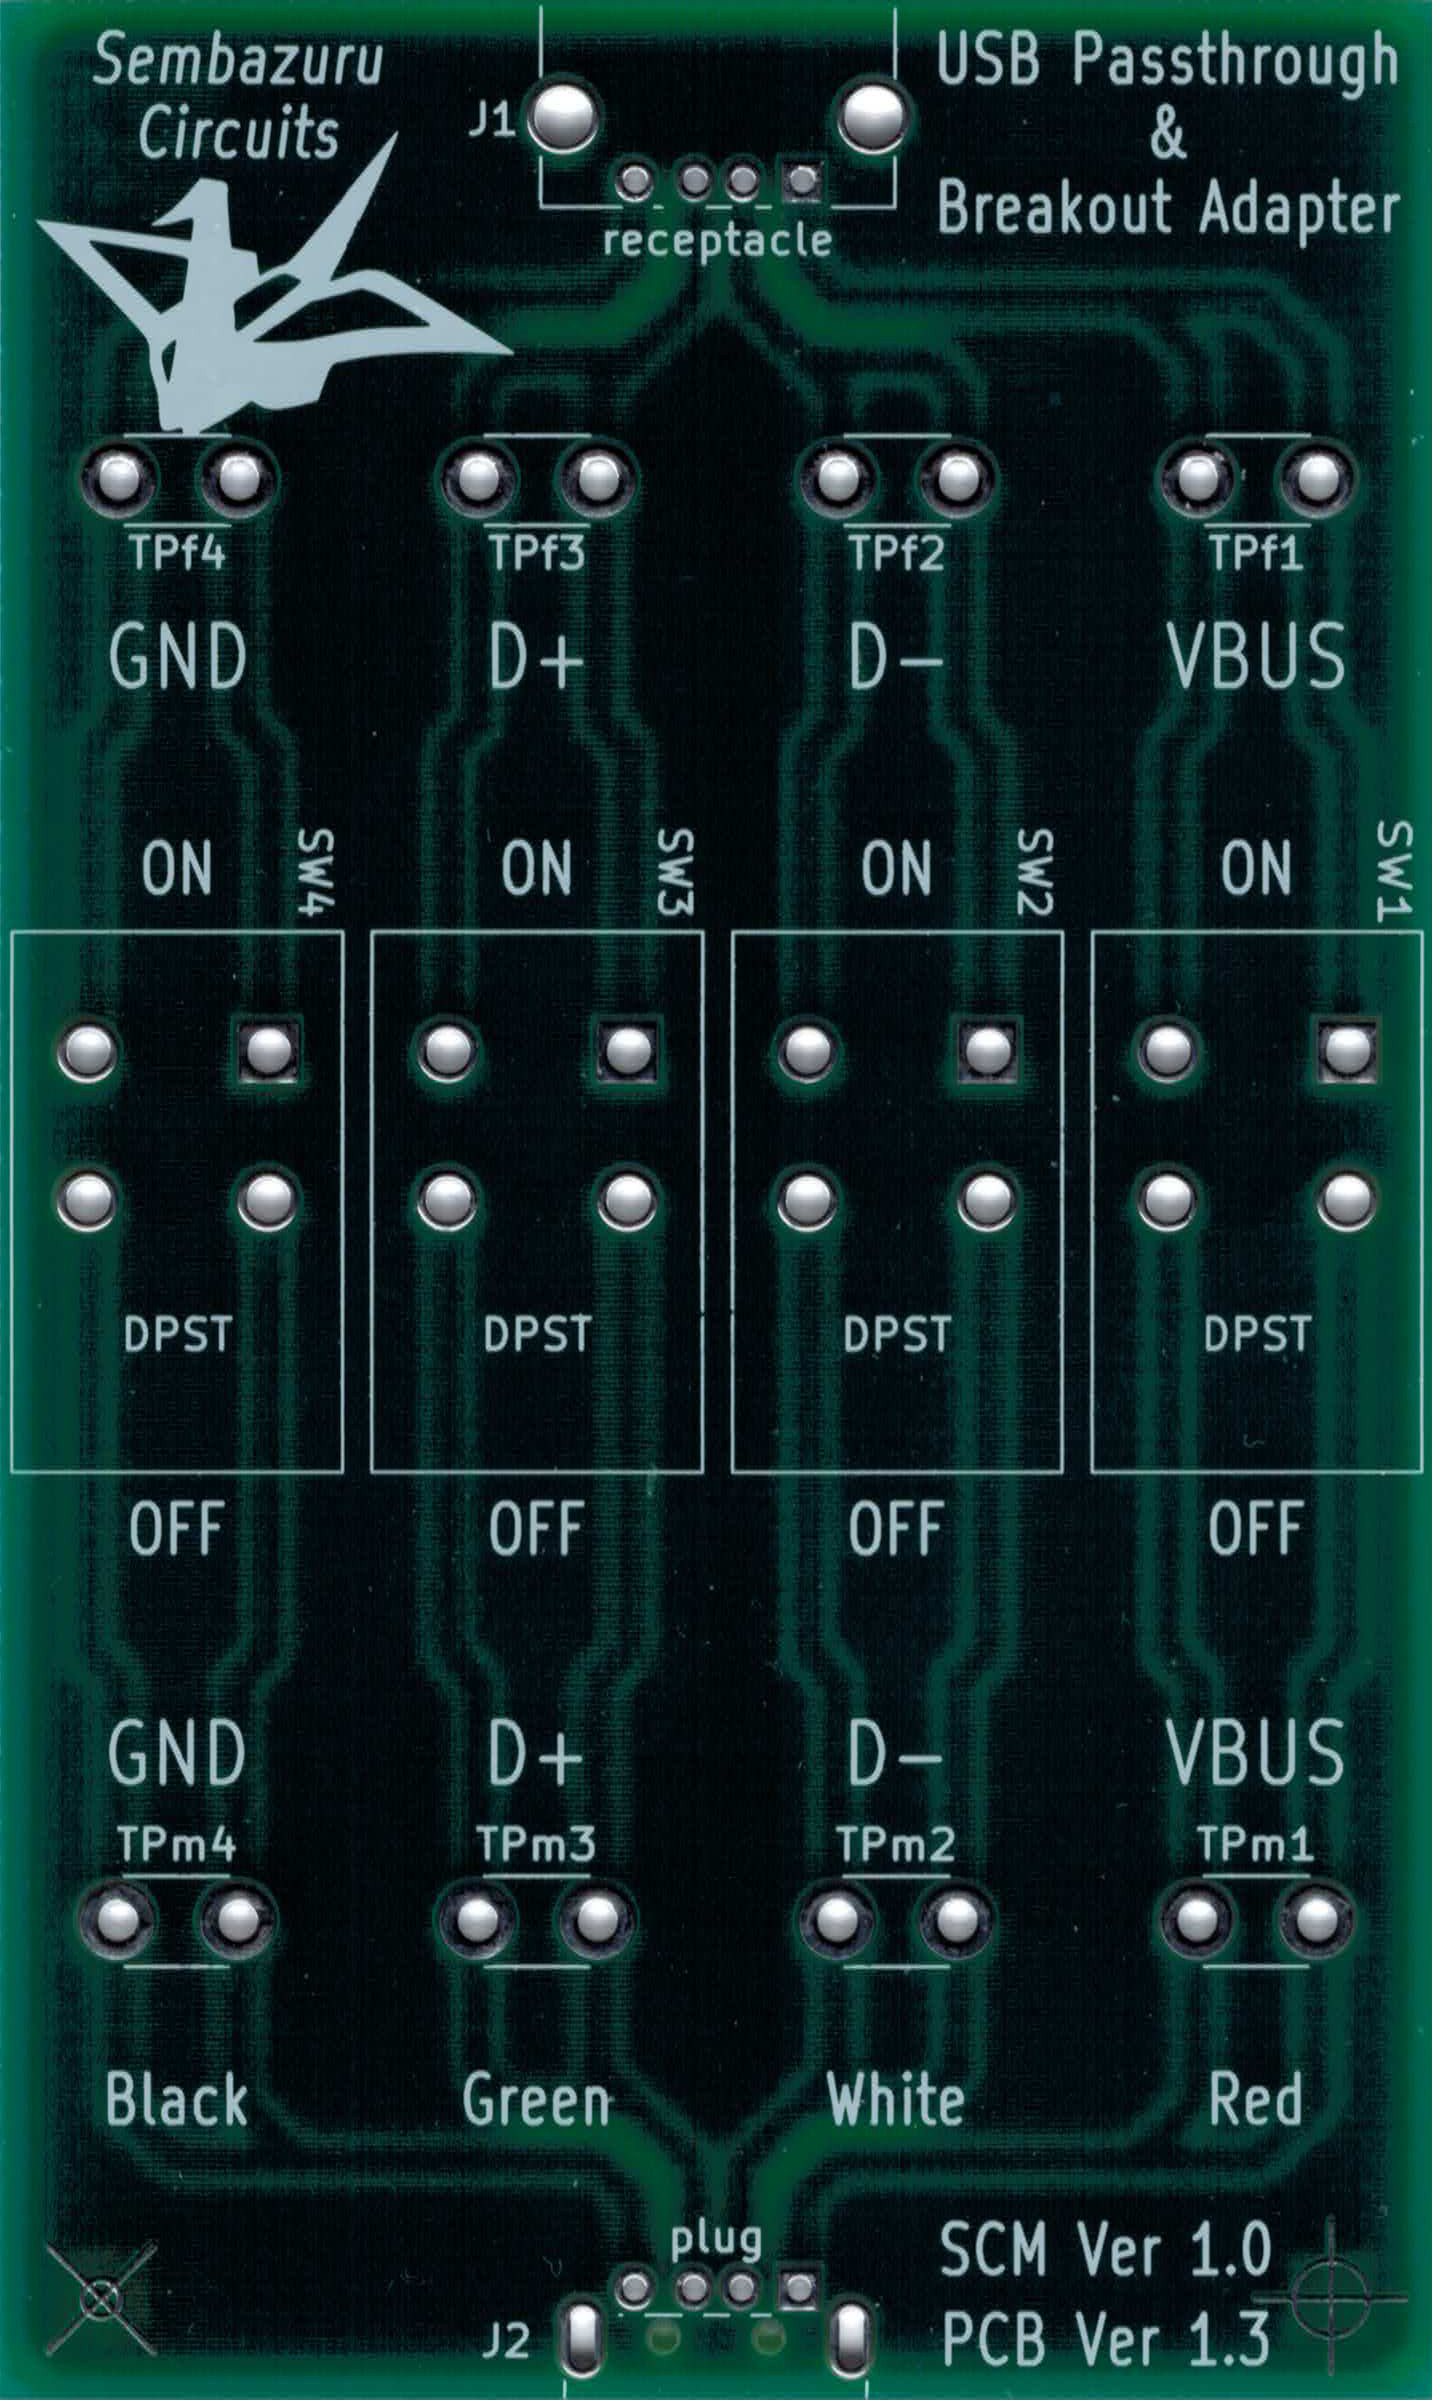 Sembazuru
Circuits
J1
receptacle
USB Passthrough
&
Breakout Adapter
TPf4
TPf3
TPf2
TPf1
GND
D+
D-
VBUS
ON
SW4
ON
SW3
ON
SW2
ON
SW1
DPST
DPST
DPST
DPST
OFF
OFF
OFF
OFF
GND
D+
D-
VBUS
TPm4
TPm3
TPm2
TPm1
Black
Green
White
Red
plug
J2
SCM Ver 1.0
PCB Ver 1.3